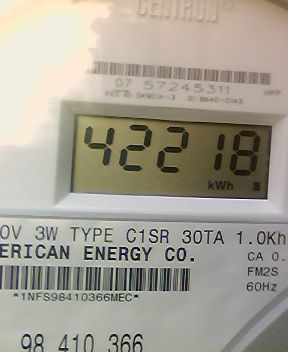 CENTRON®
07 57245311
42218
kWh
0V 3W TYPE C1SR 30TA 1.0Kh
ERICAN ENERGY CO.
CA 0.
FM2S
60Hz
*1NFS98410366MEC*
98 410 366